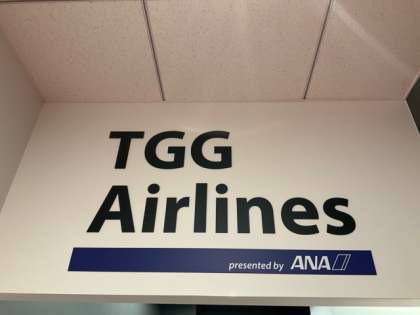 TGG
Airlines
presented by ANA